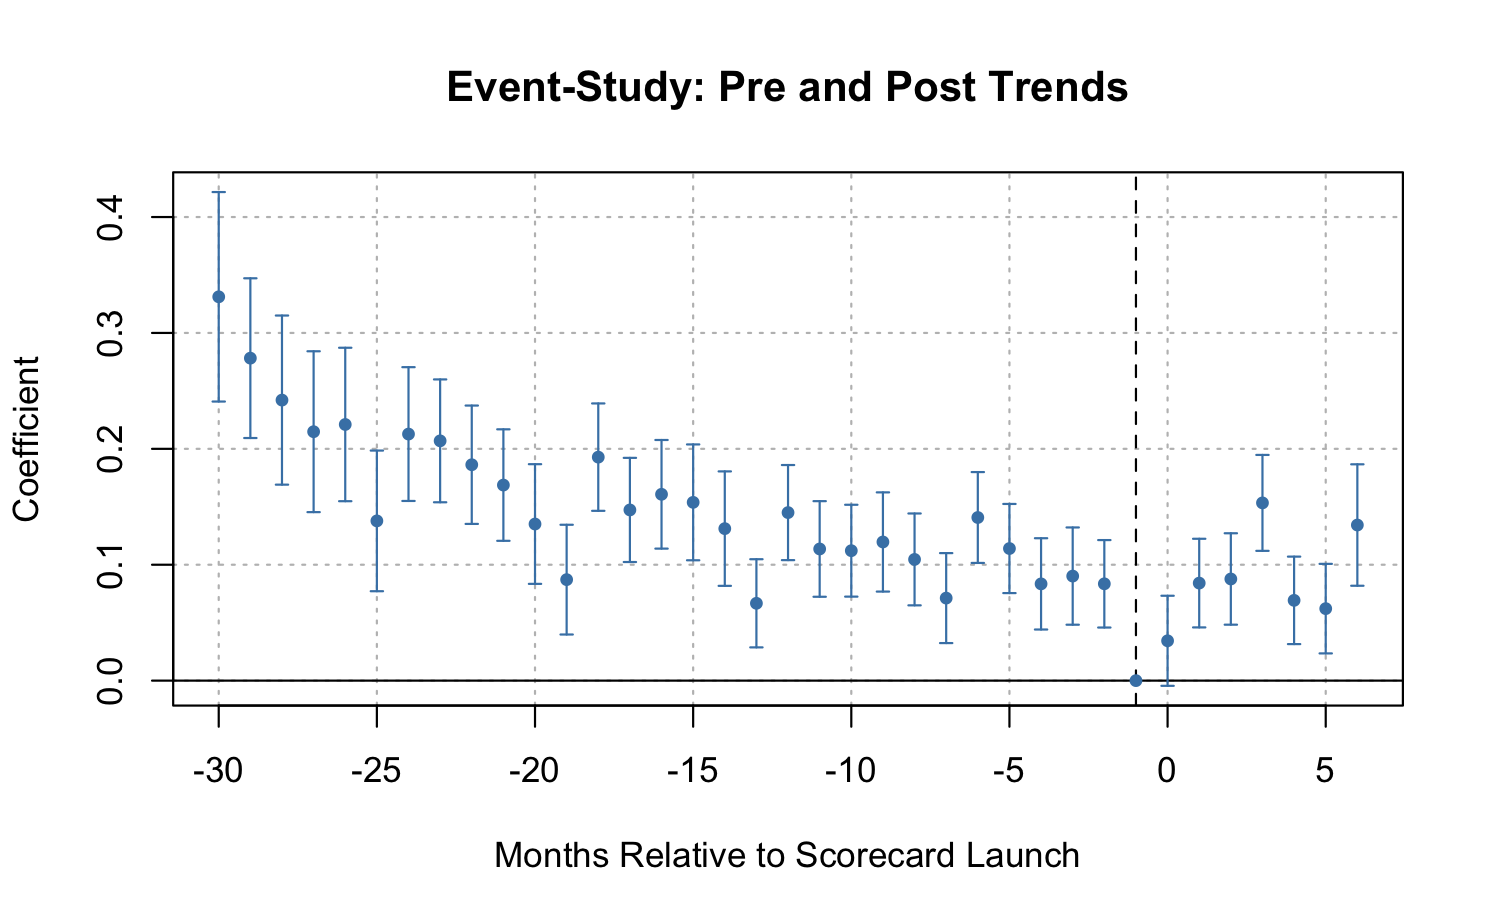 Event-Study: Pre and Post Trends
Coefficient
0.4
0.3
0.2
0.1
0.0
-30 -25 -20 -15 -10 -5 0 5
Months Relative to Scorecard Launch